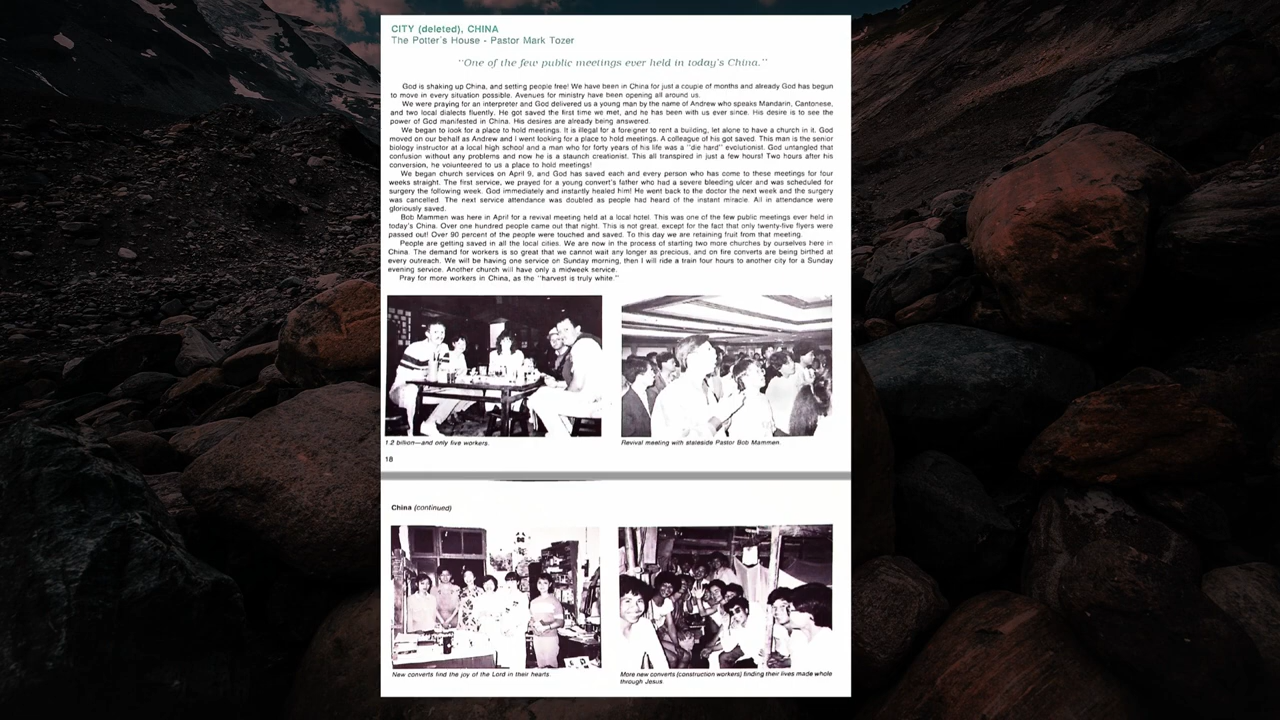 CITY (deleted), CHINA
The Potter's House - Pastor Mark Tozer
"One of the few public meetings ever held in today's China."
God is shaking up China, and setting people free! We have been in China for just a couple of months and already God has begun
to move in every situation possible. Avenues for ministry have been opening all around us.
We were praying for an interpreter and God delivered us a young man by the name of Andrew who speaks Mandarin, Cantonese,
and two local dialects fluently. He got saved the first time we met, and he has been with us ever since. His desire is to see the
power of God manifested in China. His desires are already being answered.
We began to look for a place to hold meetings. It is illegal for a foreigner to rent a building, let alone to have a church in it. God
moved on our behalf as Andrew and I went looking for a place to hold meetings. A colleague of his got saved. This man is the senior
biology instructor at a local high school and a man who for forty years of his life was a "die hard" evolutionist. God untangled that
confusion without any problems and now he is a staunch creationist. This all transpired in just a few hours! Two hours after his
conversion, he volunteered to us a place to hold meetings!
We began church services on April 9, and God has saved each and every person who has come to these meetings for four
weeks straight. The first service, we prayed for a young convert's father who had a severe bleeding ulcer and was scheduled for
surgery the following week. God immediately and instantly healed him! He went back to the doctor the next week and the surgery
was cancelled. The next service attendance was doubled as people had heard of the instant miracle. All in attendance were
gloriously saved.
Bob Mammen was here in April for a revival meeting held at a local hotel. This was one of the few public meetings ever held in
today's China. Over one hundred people came out that night. This is not great, except for the fact that only twenty-five flyers were
passed out! Over 90 percent of the people were touched and saved. To this day we are retaining fruit from that meeting.
People are getting saved in all the local cities. We are now in the process of starting two more churches by ourselves here in
China. The demand for workers is so great that we cannot wait any longer as precious, and on fire converts are being birthed at
every outreach. We will be having one service on Sunday morning, then I will ride a train four hours to another city for a Sunday
evening service. Another church will have only a midweek service.
Pray for more workers in China, as the "harvest is truly white."
1.2 billion—and only five workers.
Revival meeting with stateside Pastor Bob Mammen.
18
China (continued)
New converts find the joy of the Lord in their hearts.
More new converts (construction workers) finding their lives made whole
through Jesus.